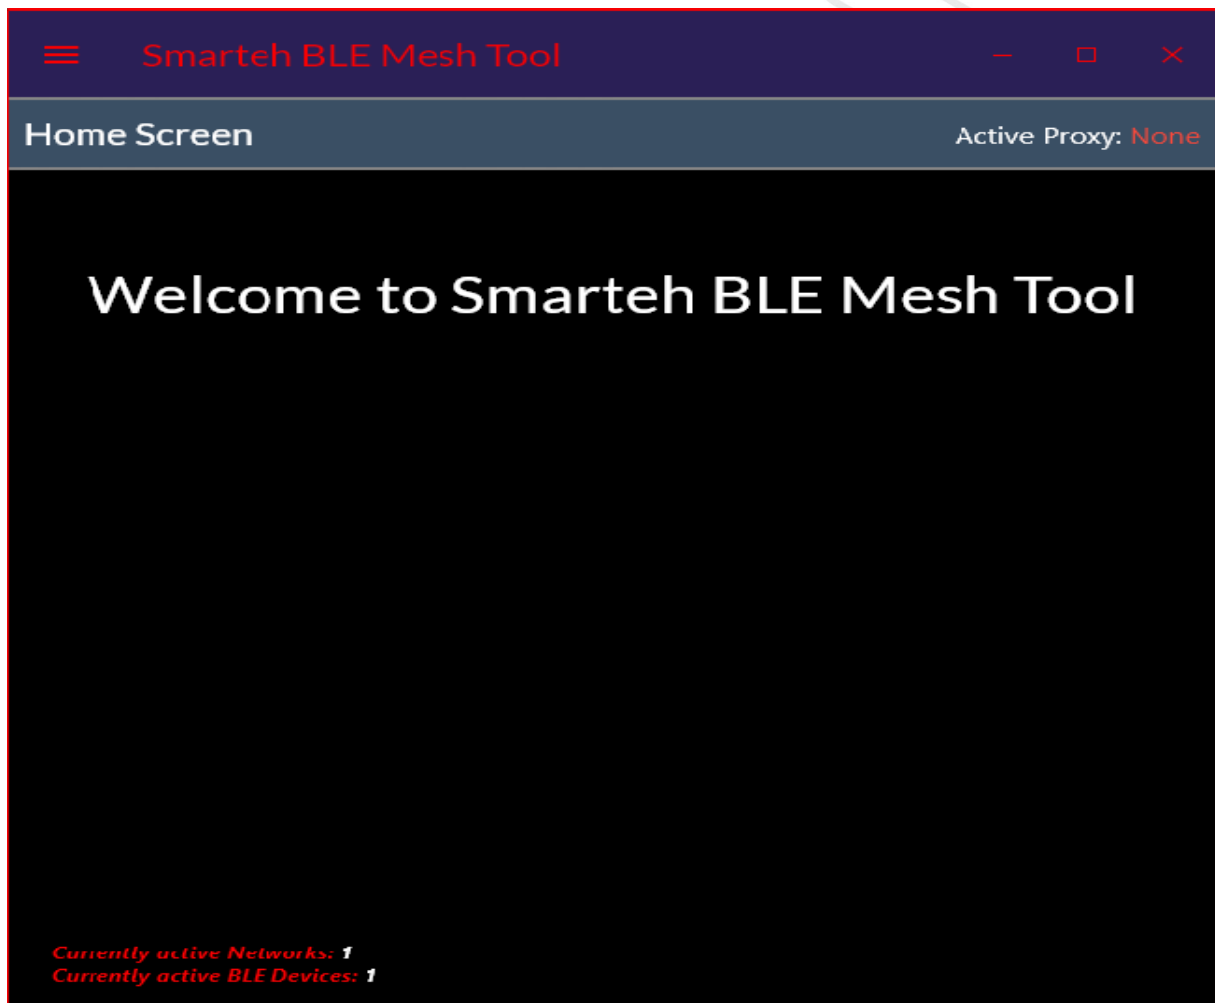 Smarteh BLE Mesh Tool
Home Screen
Active Proxy: None
Welcome to Smarteh BLE Mesh Tool
Currently active Networks: 1
Currently active BLE Devices: 1